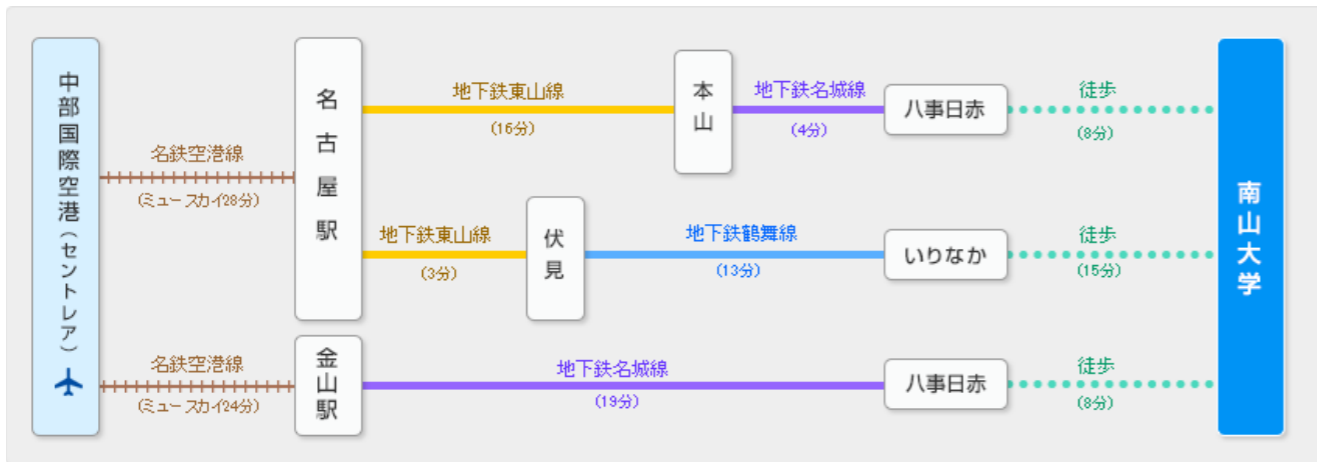 中部国際空港(セントレア)
名鉄空港線
(ミュースカイ28分)
名古屋駅
地下鉄東山線
(16分)
本山
地下鉄名城線
(4分)
八事日赤
徒歩
(8分)
地下鉄東山線
(3分)
伏見
地下鉄鶴舞線
(13分)
いりなか
徒歩
(15分)
名鉄空港線
(ミュースカイ24分)
金山駅
地下鉄名城線
(19分)
八事日赤
徒歩
(8分)
南山大学